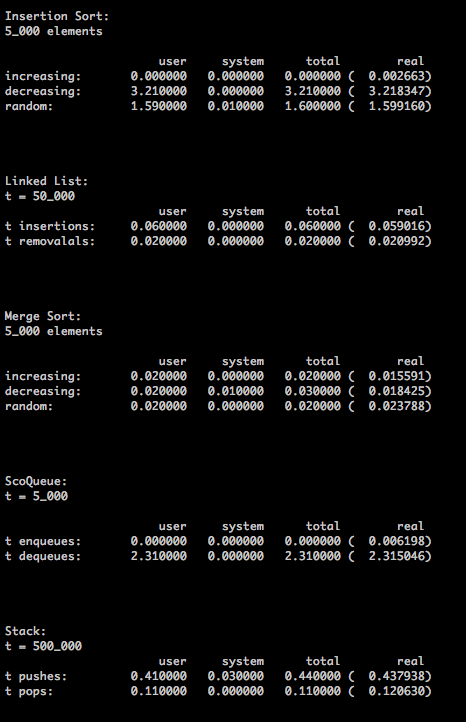 Insertion Sort:
5_000 elements
user system total real
increasing: 0.000000 0.000000 0.000000 ( 0.002663)
decreasing: 3.210000 0.000000 3.210000 ( 3.218347)
random: 1.590000 0.010000 1.600000 ( 1.599160)
Linked List:
t = 50_000
user system total real
t insertions: 0.060000 0.000000 0.060000 ( 0.059016)
t removalals: 0.020000 0.000000 0.020000 ( 0.020992)
Merge Sort:
5_000 elements
user system total real
increasing: 0.020000 0.000000 0.020000 ( 0.015591)
decreasing: 0.020000 0.010000 0.030000 ( 0.018425)
random: 0.020000 0.000000 0.020000 ( 0.023788)
ScoQueue:
t = 5_000
user system total real
t enqueues: 0.000000 0.000000 0.000000 ( 0.006198)
t dequeues: 2.310000 0.000000 2.310000 ( 2.315046)
Stack:
t = 500_000
user system total real
t pushes: 0.410000 0.030000 0.440000 ( 0.437938)
t pops: 0.110000 0.000000 0.110000 ( 0.120630)